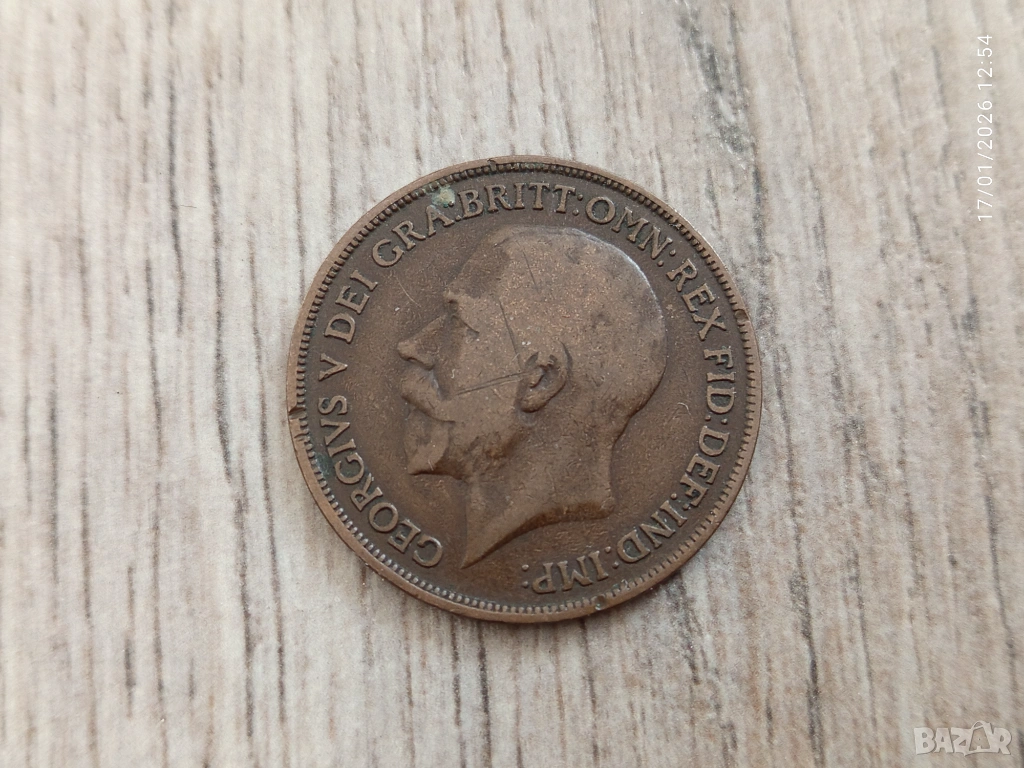 GEORGIVS V DEI GRA:BRITT:OMN: REX FID:DEF:IND:IMP:
17/01/2026 12:54
BAZAR